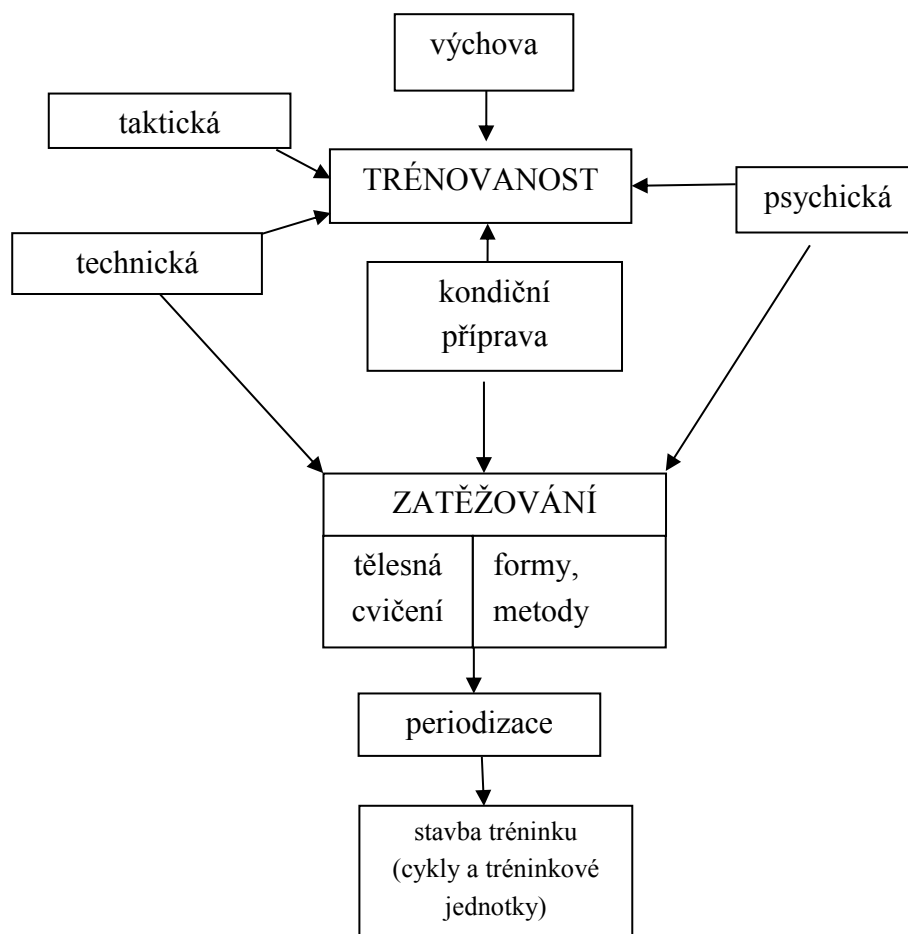 výchova
taktická
TRÉNOVANOST
psychická
technická
kondiční
příprava
ZATĚŽOVÁNÍ
tělesná
cvičení
formy,
metody
periodizace
stavba tréninku
(cykly a tréninkové
jednotky)